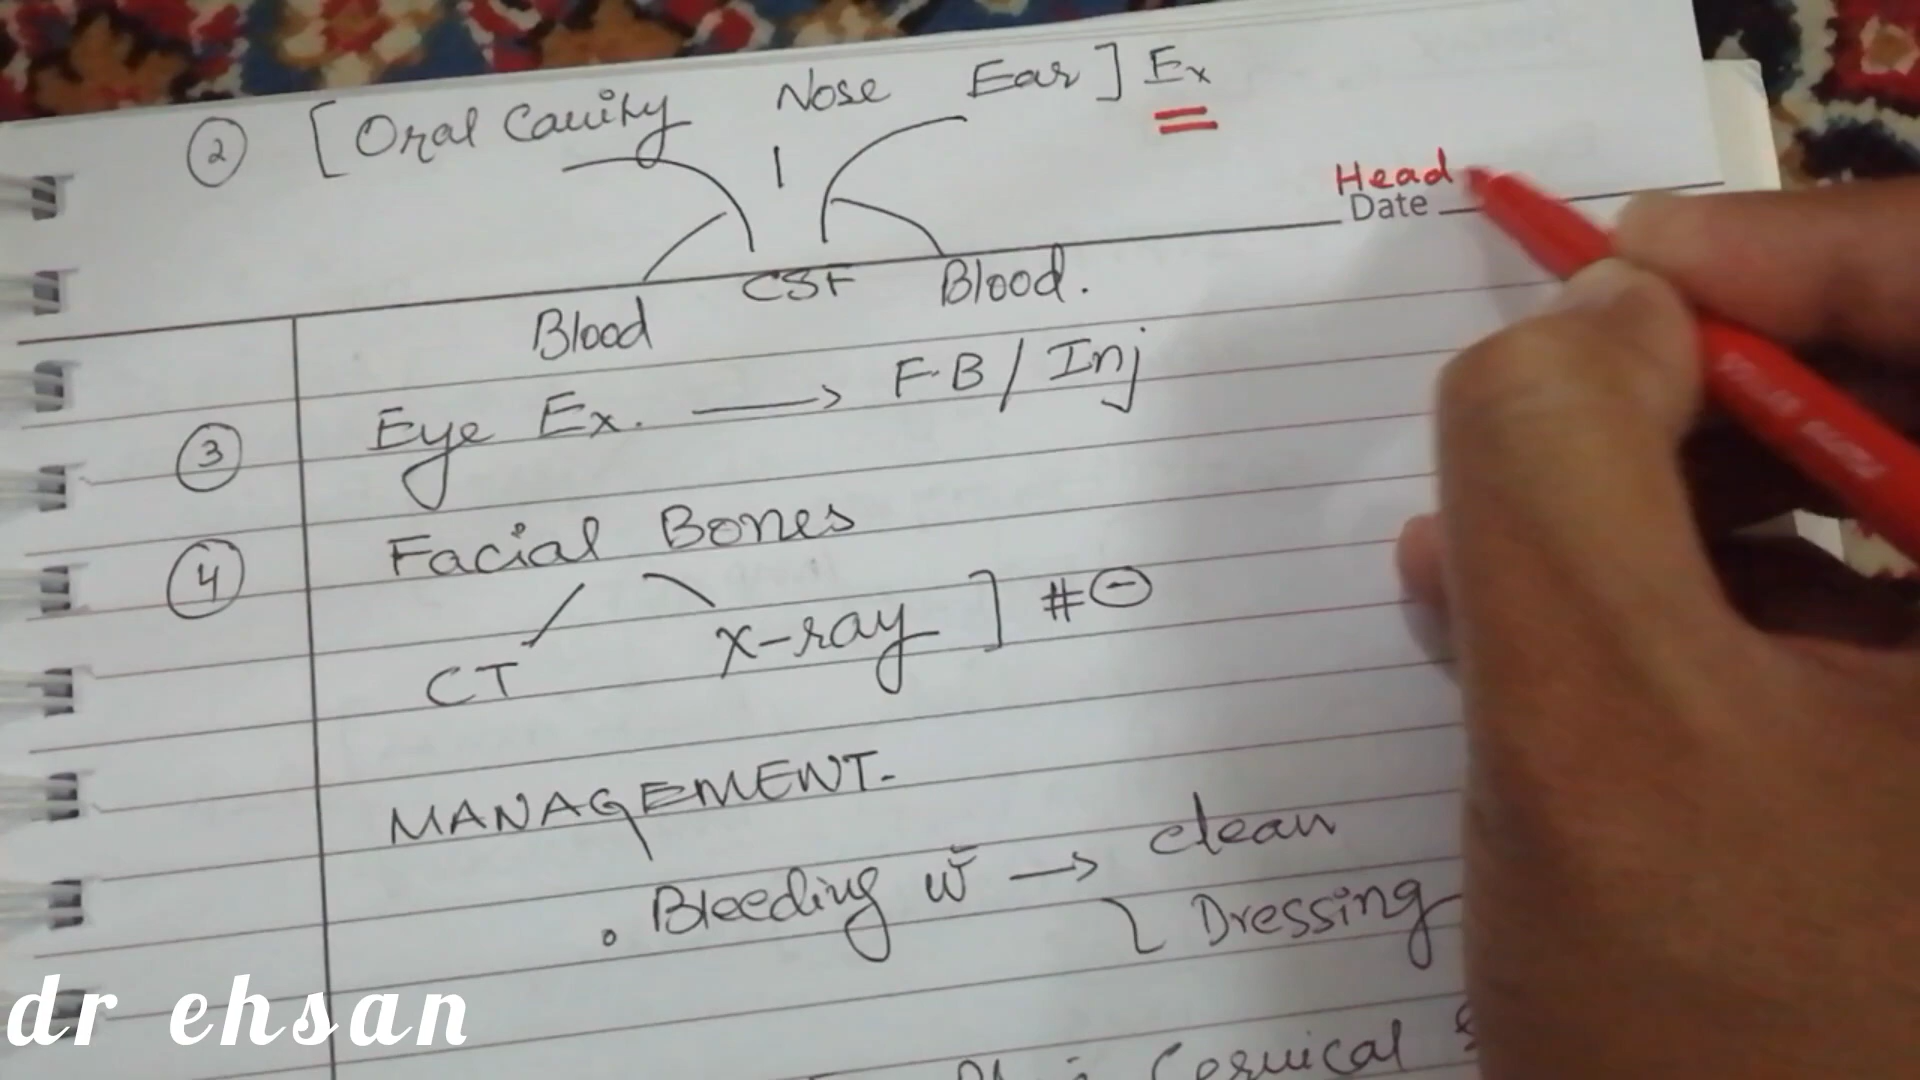 ② [Oral Cavity Nose Ear] Ex
Head
Date
Blood CSF Blood.
③ Eye Ex. → F.B / Inj
④ Facial Bones
CT X-ray ] # ⊖
MANAGEMENT-
. Bleeding w̄ → clean
Dressing
Cervical
dr ehsan